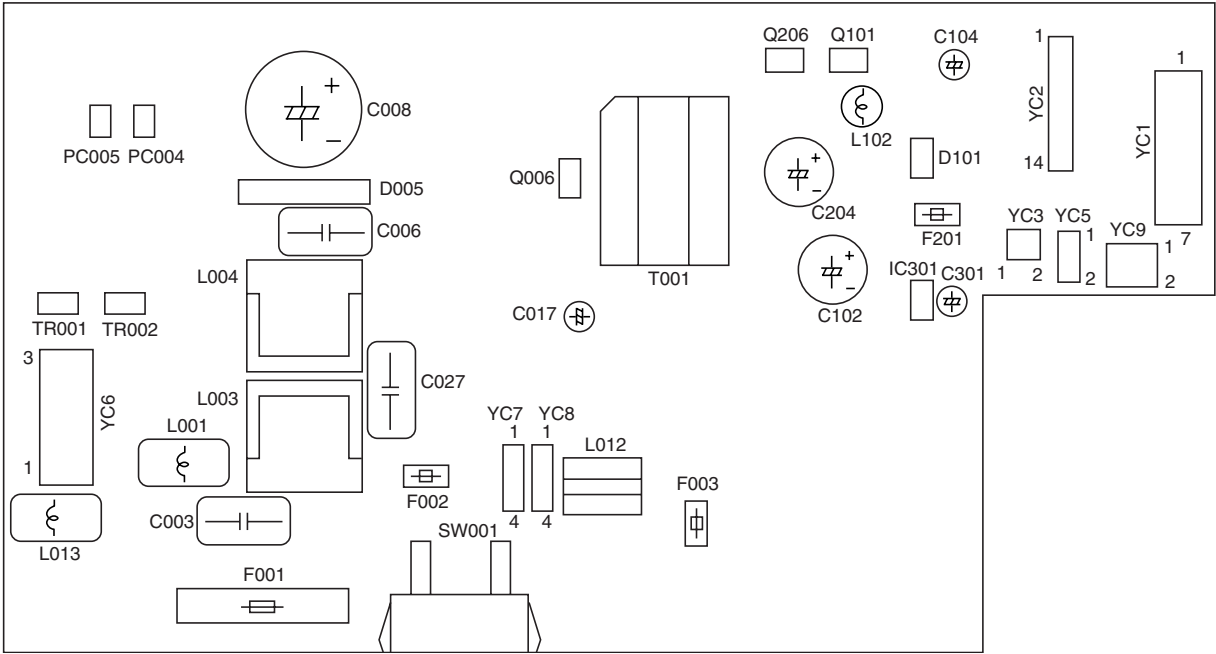 Q206 Q101 C104 1 1
YC2 YC1
C008
PC005 PC004
L102
14
D101
D005
Q006
C204
C006
F201
YC3 YC5 YC9
1 1 7
1 2 2 2
L004
T001
IC301 C301
C102
C017
TR001 TR002
3
YC6
1
C027
L003
L001
YC7 YC8
1 1
L012
F002
F003
C003
4 4
SW001
L013
F001
+
−
+
−
+
−